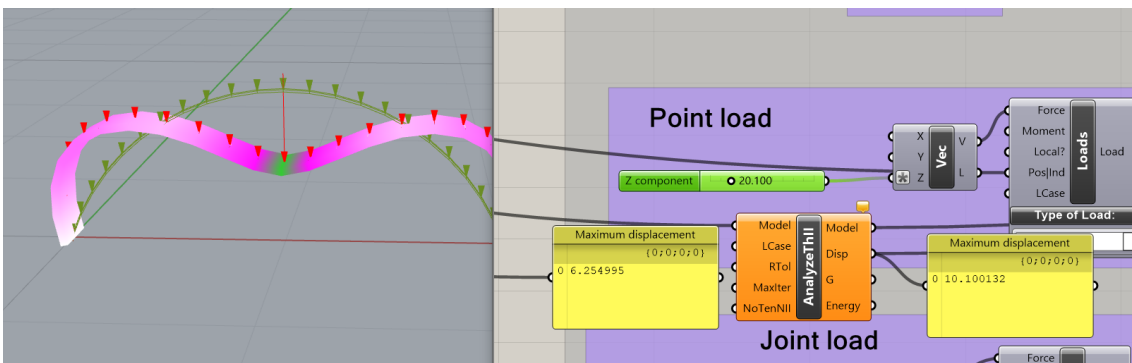 Point load
Z component
20.100
X
Y
Z
Vec
V
L
Force
Moment
Local?
Pos|Ind
LCase
Loads
Load
Type of Load:
Maximum displacement
{0;0;0;0}
0 6.254995
Model
LCase
RTol
MaxIter
NoTenNII
AnalyzeThII
Model
Disp
G
Energy
Maximum displacement
{0;0;0;0}
0 10.100132
Joint load
Force